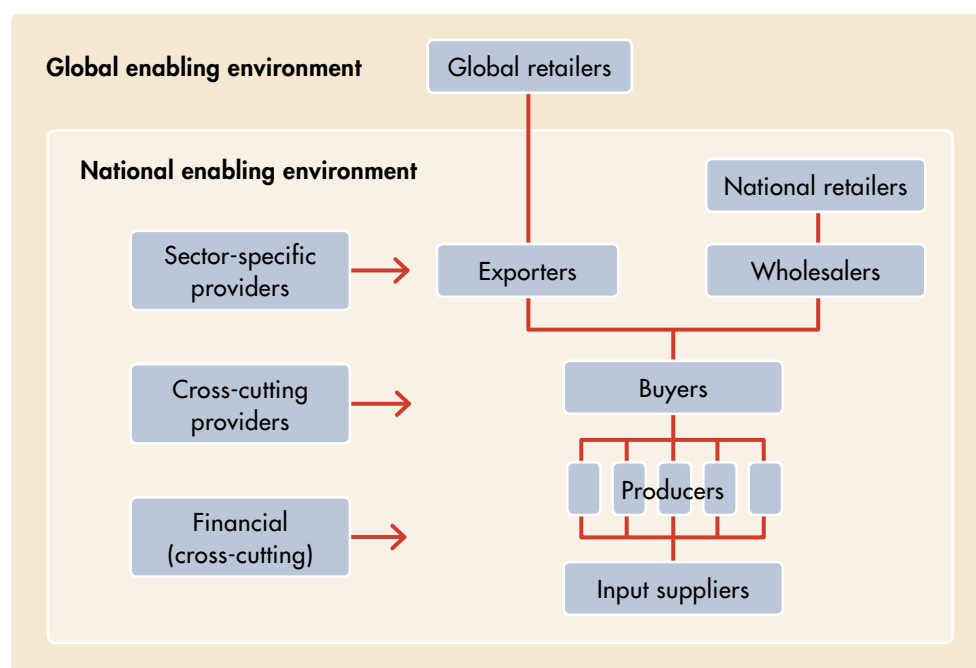 Global enabling environment
Global retailers
National enabling environment
National retailers
Sector-specific
providers
Exporters
Wholesalers
Cross-cutting
providers
Buyers
Producers
Financial
(cross-cutting)
Input suppliers